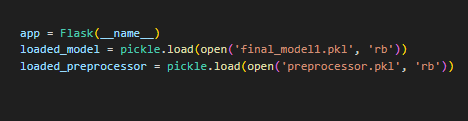 app = Flask(__name__)
loaded_model = pickle.load(open('final_model1.pkl', 'rb'))
loaded_preprocessor = pickle.load(open('preprocessor.pkl', 'rb'))